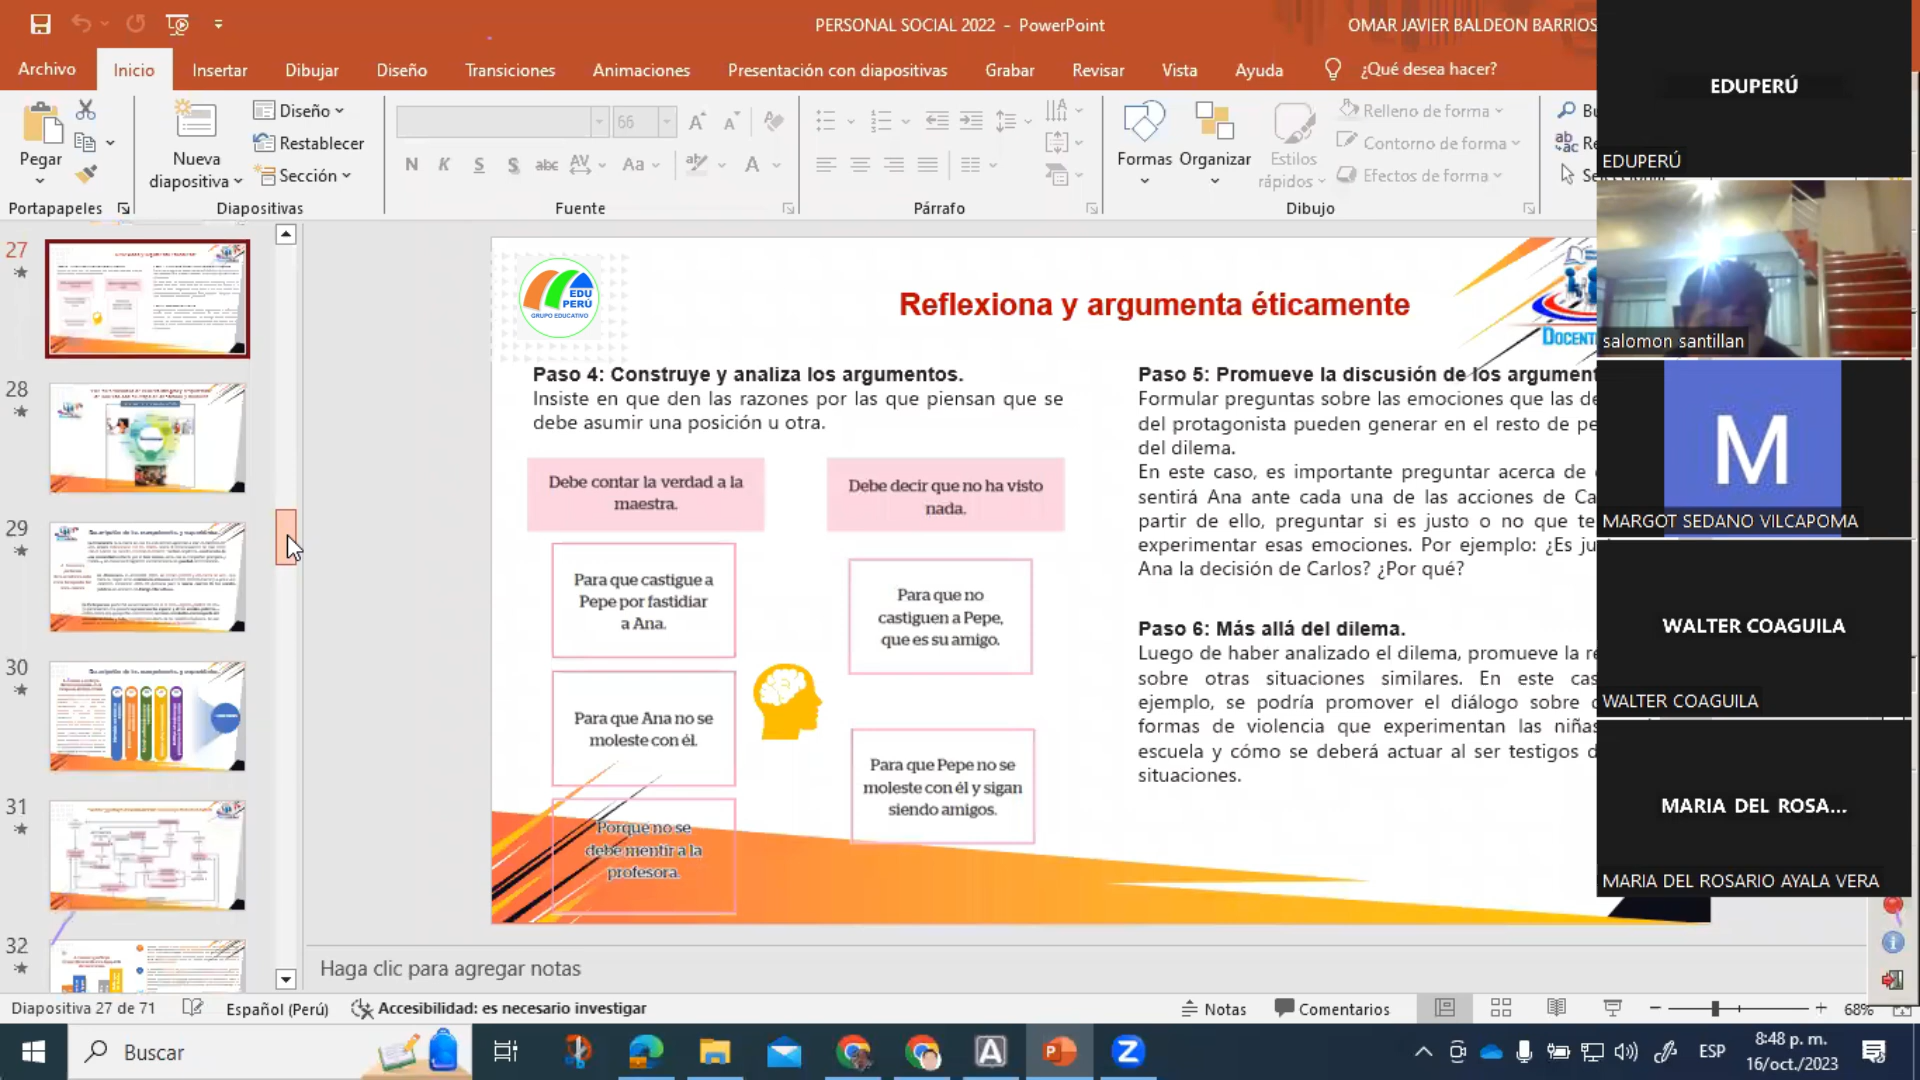 PERSONAL SOCIAL 2022 - PowerPoint
OMAR JAVIER BALDEON BARRIOS
Archivo
Inicio
Insertar
Dibujar
Diseño
Transiciones
Animaciones
Presentación con diapositivas
Grabar
Revisar
Vista
Ayuda
¿Qué desea hacer?
Pegar
Portapapeles
Nueva
diapositiva
Diseño
Restablecer
Sección
Diapositivas
66
N K S S abc AV Aa A
Fuente
Párrafo
Formas
Organizar
Estilos
rápidos
Relleno de forma
Contorno de forma
Efectos de forma
Dibujo
27
28
29
30
31
32
EDU
PERÚ
GRUPO EDUCATIVO
Reflexiona y argumenta éticamente
Paso 4: Construye y analiza los argumentos.
Insiste en que den las razones por las que piensan que se
debe asumir una posición u otra.
Debe contar la verdad a la
maestra.
Debe decir que no ha visto
nada.
Para que castigue a
Pepe por fastidiar
a Ana.
Para que no
castiguen a Pepe,
que es su amigo.
Para que Ana no se
moleste con él.
Para que Pepe no se
moleste con él y sigan
siendo amigos.
Porque no se
debe mentir a la
profesora.
Paso 5: Promueve la discusión de los argument
Formular preguntas sobre las emociones que las de
del protagonista pueden generar en el resto de pe
del dilema.
En este caso, es importante preguntar acerca de
sentirá Ana ante cada una de las acciones de Ca
partir de ello, preguntar si es justo o no que te
experimentar esas emociones. Por ejemplo: ¿Es ju
Ana la decisión de Carlos? ¿Por qué?
Paso 6: Más allá del dilema.
Luego de haber analizado el dilema, promueve la re
sobre otras situaciones similares. En este cas
ejemplo, se podría promover el diálogo sobre
formas de violencia que experimentan las niñas
escuela y cómo se deberá actuar al ser testigos d
situaciones.
EDUPERÚ
EDUPERÚ
salomon santillan
M
MARGOT SEDANO VILCAPOMA
WALTER COAGUILA
WALTER COAGUILA
MARIA DEL ROSA...
MARIA DEL ROSARIO AYALA VERA
Haga clic para agregar notas
Diapositiva 27 de 71
Español (Perú)
Accesibilidad: es necesario investigar
Notas
Comentarios
68%
Buscar
ESP
8:48 p. m.
16/oct./2023